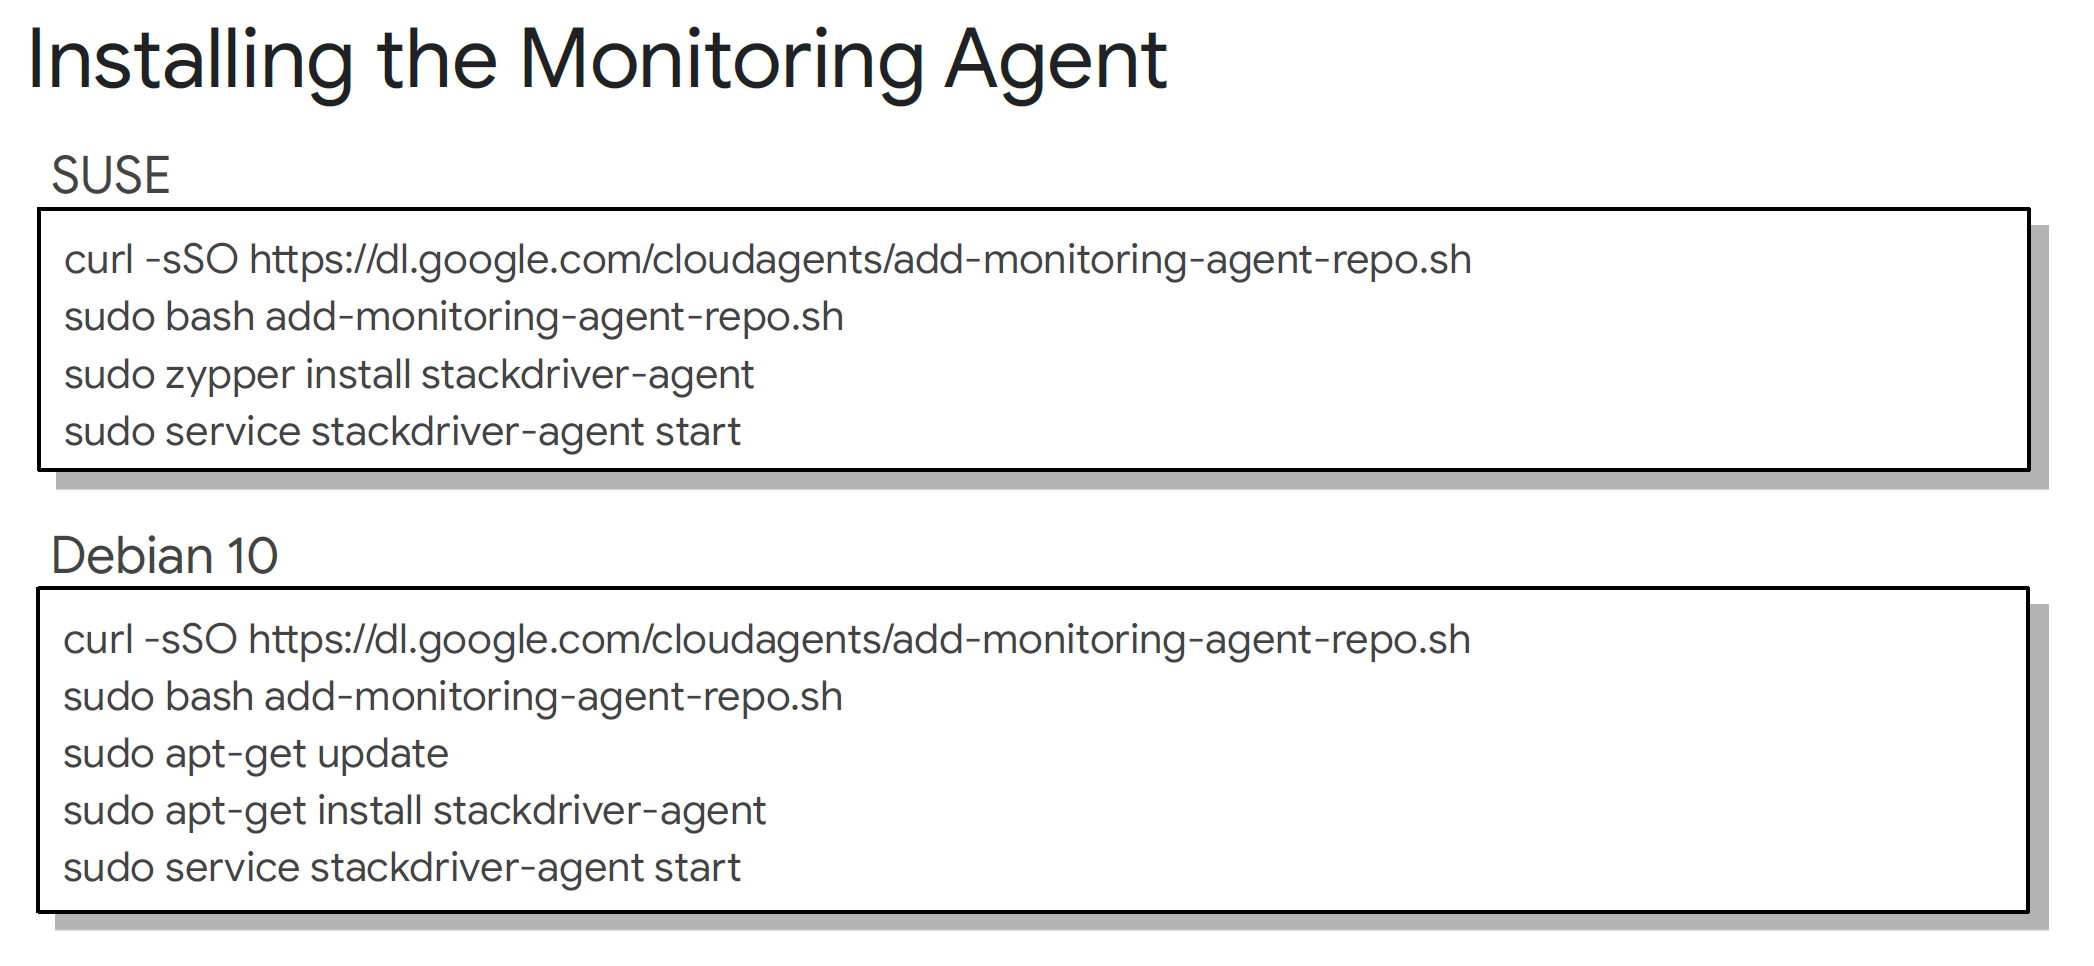 Installing the Monitoring Agent
SUSE
curl -sSO https://dl.google.com/cloudagents/add-monitoring-agent-repo.sh
sudo bash add-monitoring-agent-repo.sh
sudo zypper install stackdriver-agent
sudo service stackdriver-agent start
Debian 10
curl -sSO https://dl.google.com/cloudagents/add-monitoring-agent-repo.sh
sudo bash add-monitoring-agent-repo.sh
sudo apt-get update
sudo apt-get install stackdriver-agent
sudo service stackdriver-agent start